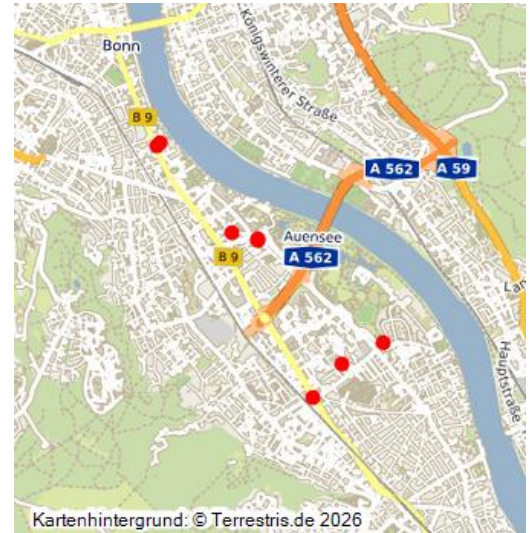 Bonn
Königswinterer Straße
B 9
A 562
A 59
Auensee
A 562
B 9
Lan
Hauptstraße
Kartenhintergrund: © Terrestris.de 2026